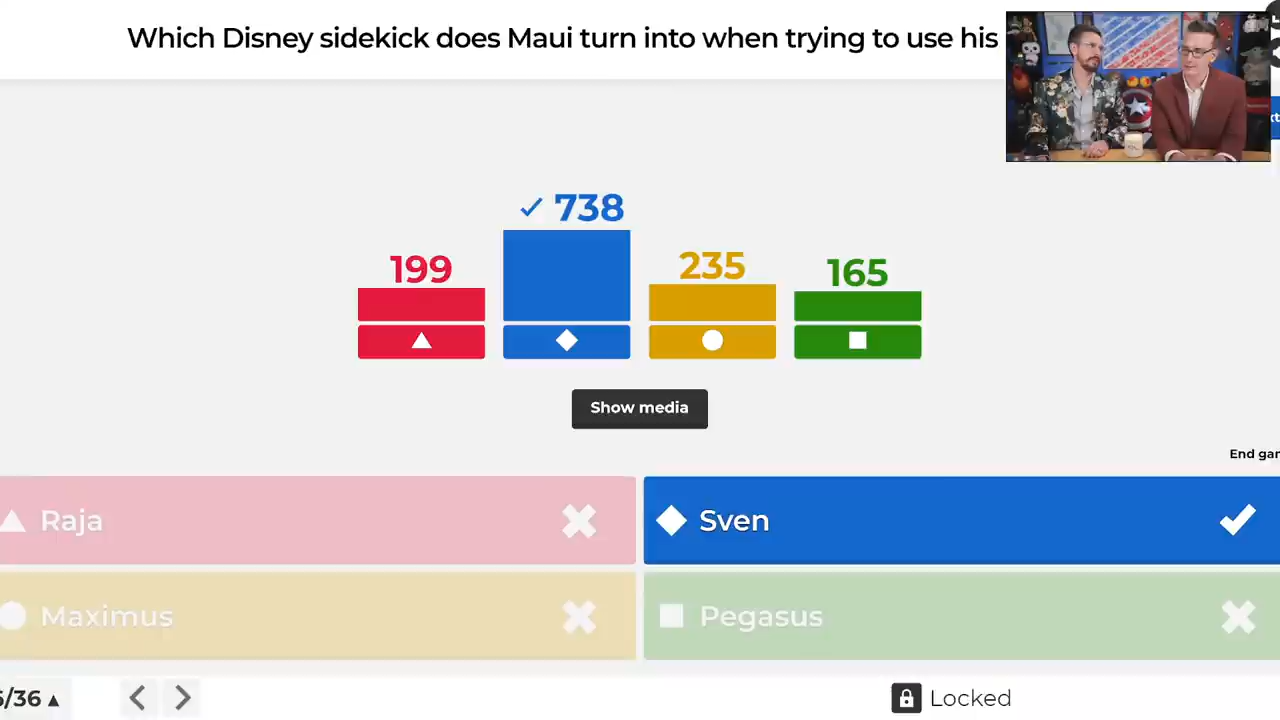 Which Disney sidekick does Maui turn into when trying to use his
738
199
235
165
Show media
End gam
Raja
Sven
Maximus
Pegasus
/36
Locked